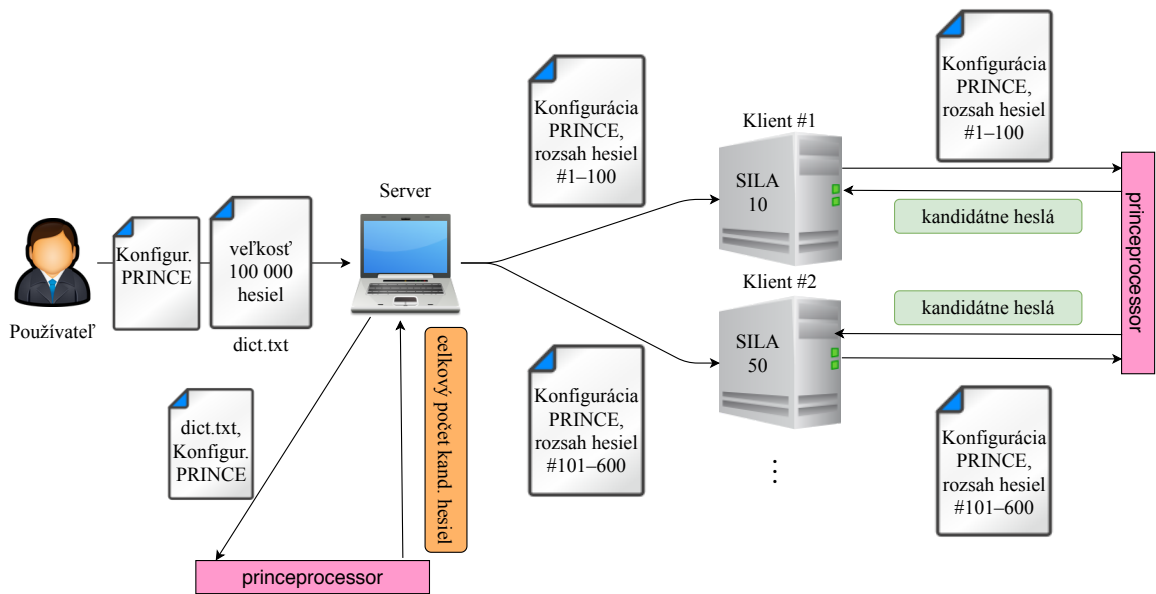 Používateľ
Konfigur.
PRINCE
veľkosť
100 000
hesiel
dict.txt
Server
dict.txt,
Konfigur.
PRINCE
celkový počet kand. hesiel
princeprocessor
Konfigurácia
PRINCE,
rozsah hesiel
#1–100
Konfigurácia
PRINCE,
rozsah hesiel
#101–600
Klient #1
SILA
10
Klient #2
SILA
50
⋮
Konfigurácia
PRINCE,
rozsah hesiel
#1–100
kandidátne heslá
kandidátne heslá
princeprocessor
Konfigurácia
PRINCE,
rozsah hesiel
#101–600